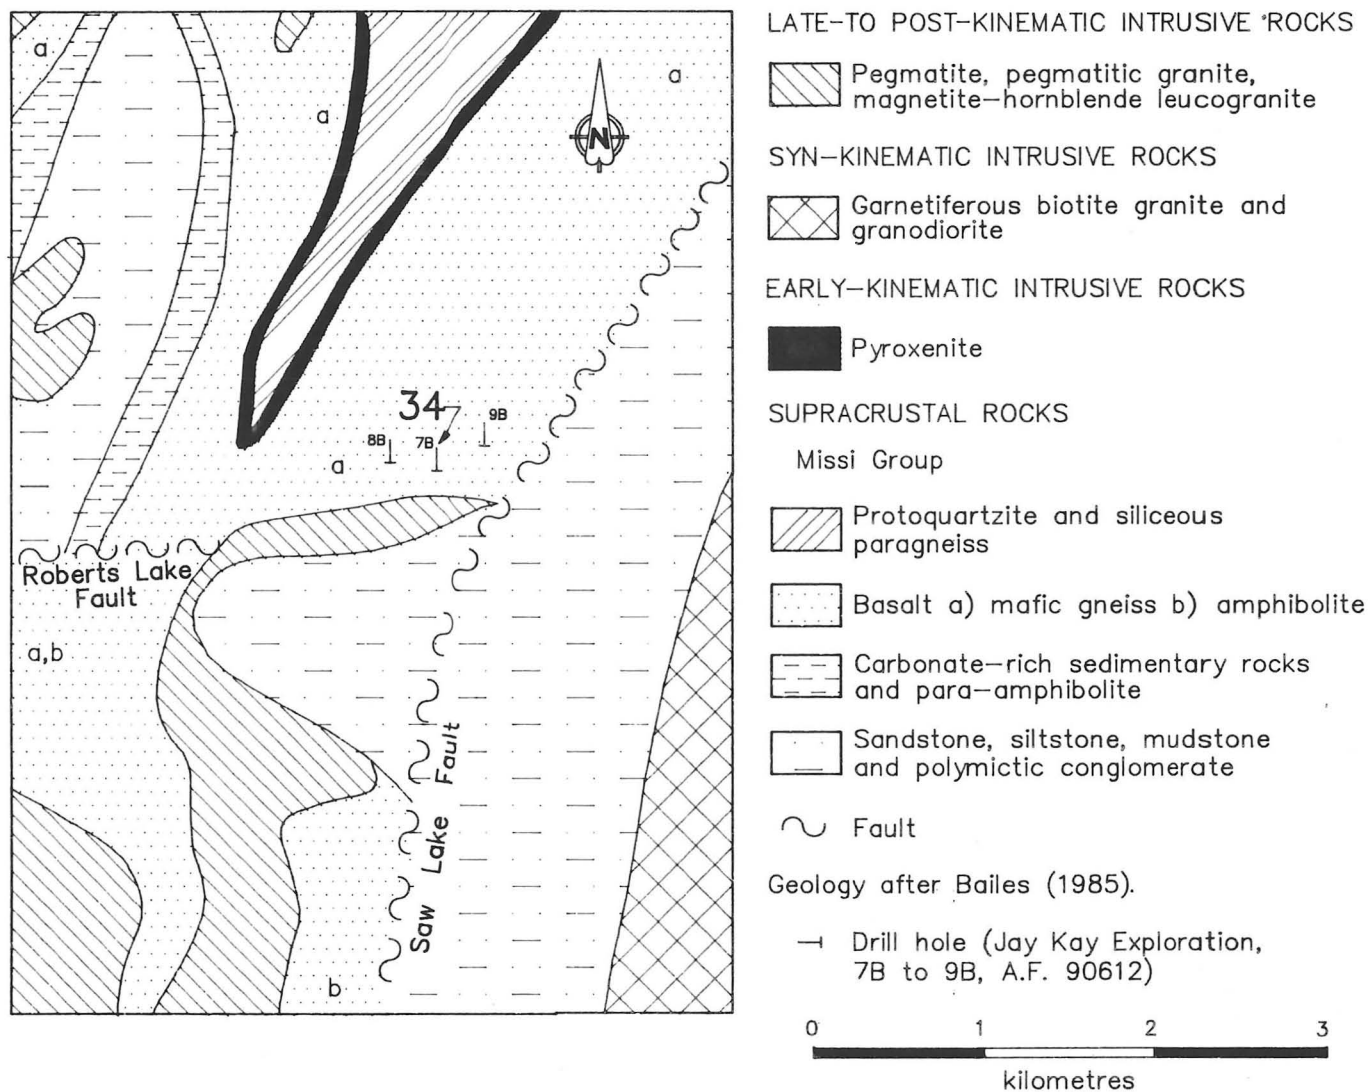 a
a
a
N
34
9B
8B
7B
a
Roberts Lake
Fault
a,b
Saw Lake Fault
b
LATE-TO POST-KINEMATIC INTRUSIVE ROCKS
Pegmatite, pegmatitic granite,
magnetite-hornblende leucogranite
SYN-KINEMATIC INTRUSIVE ROCKS
Garnetiferous biotite granite and
granodiorite
EARLY-KINEMATIC INTRUSIVE ROCKS
Pyroxenite
SUPRACRUSTAL ROCKS
Missi Group
Protoquartzite and siliceous
paragneiss
Basalt a) mafic gneiss b) amphibolite
Carbonate-rich sedimentary rocks
and para-amphibolite
Sandstone, siltstone, mudstone
and polymictic conglomerate
Fault
Geology after Bailes (1985).
Drill hole (Jay Kay Exploration,
7B to 9B, A.F. 90612)
0 1 2 3
kilometres